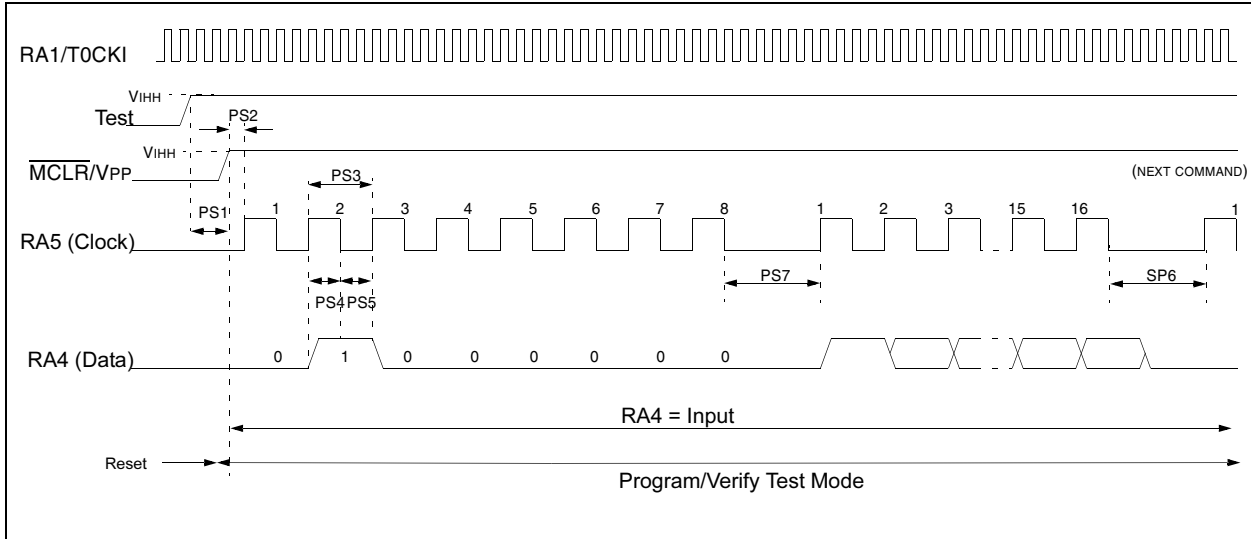 RA1/T0CKI
VIHH
Test
PS2
VIHH
MCLR/VPP
(NEXT COMMAND)
PS3
PS1
1 2 3 4 5 6 7 8 1 2 3 15 16 1
RA5 (Clock)
PS4 PS5 PS7 SP6
RA4 (Data) 0 1 0 0 0 0 0 0
RA4 = Input
Reset
Program/Verify Test Mode